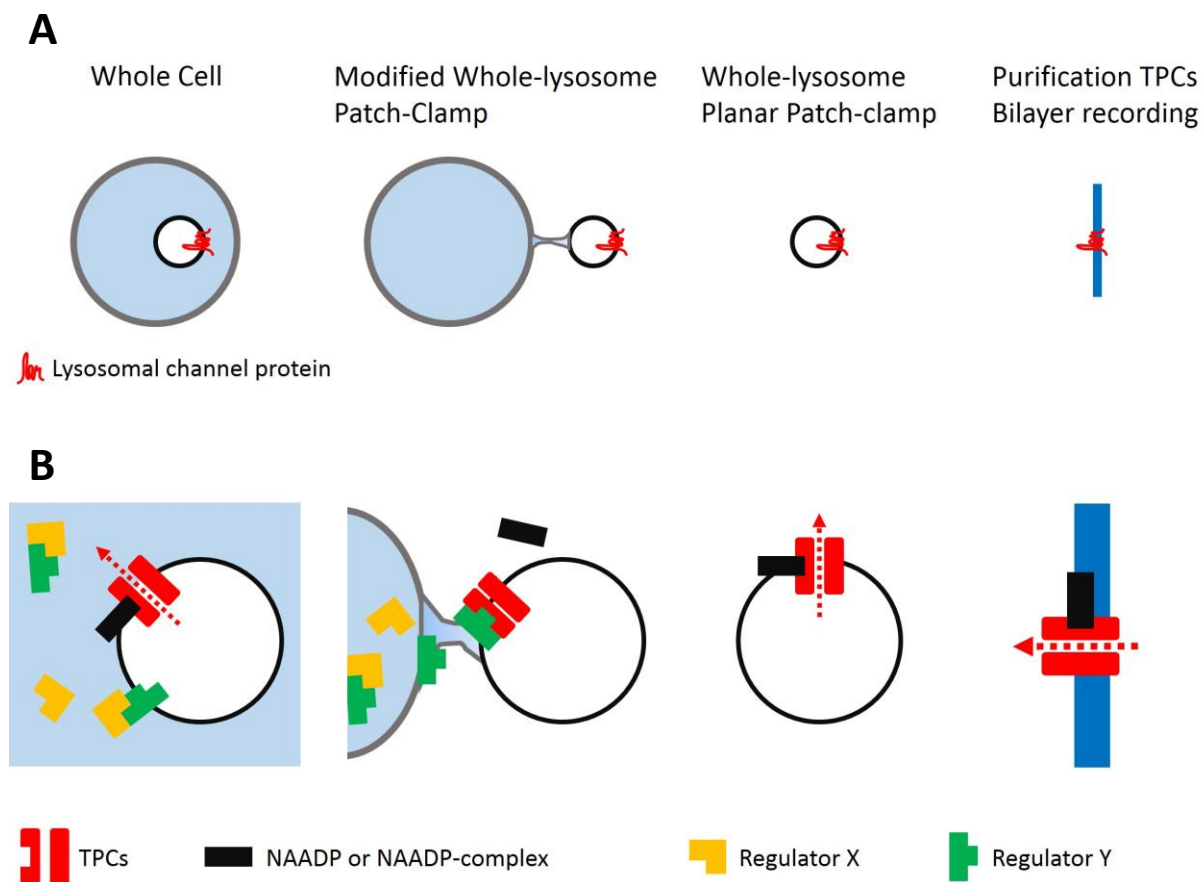 A
Whole Cell
Modified Whole-lysosome
Patch-Clamp
Whole-lysosome
Planar Patch-clamp
Purification TPCs
Bilayer recording
Lysosomal channel protein
B
TPCs
NAADP or NAADP-complex
Regulator X
Regulator Y